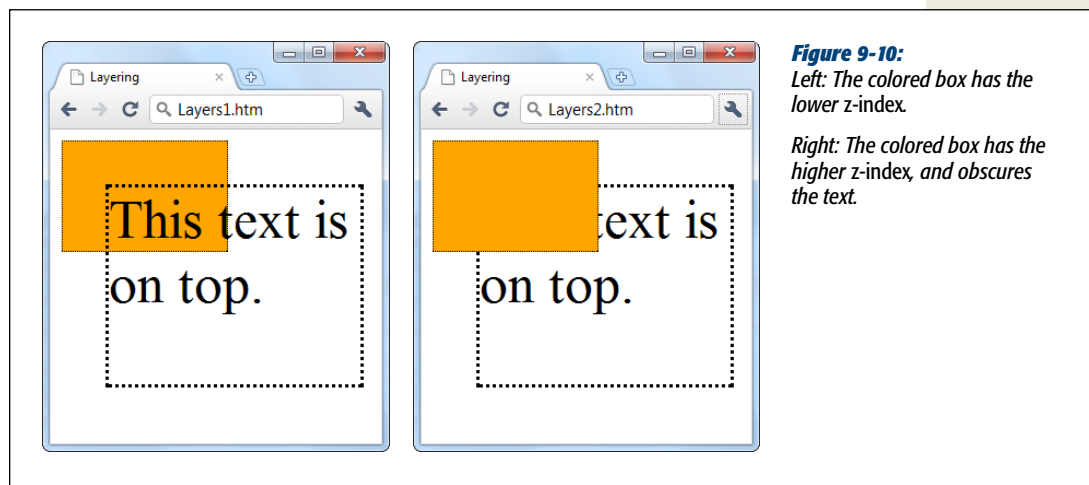 Layering
Layers1.htm
This text is
on top.
Layering
Layers2.htm
text is
on top.
Figure 9-10:
Left: The colored box has the
lower z-index.
Right: The colored box has the
higher z-index, and obscures
the text.